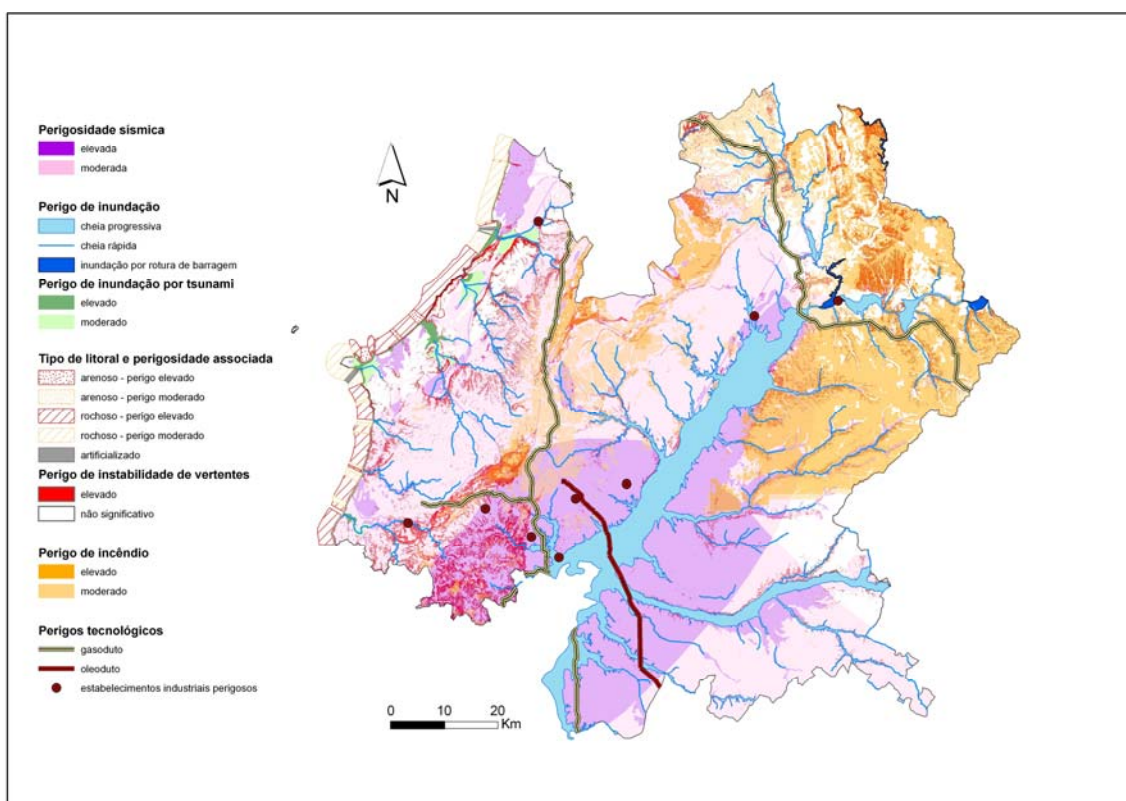 Perigosidade sísmica
elevada
moderada
Perigo de inundação
cheia progressiva
cheia rápida
inundação por rotura de barragem
Perigo de inundação por tsunami
elevado
moderado
Tipo de litoral e perigosidade associada
arenoso - perigo elevado
arenoso - perigo moderado
rochoso - perigo elevado
rochoso - perigo moderado
artificializado
Perigo de instabilidade de vertentes
elevado
não significativo
Perigo de incêndio
elevado
moderado
Perigos tecnológicos
gasoduto
oleoduto
estabelecimentos industriais perigosos
N
0 10 20
Km